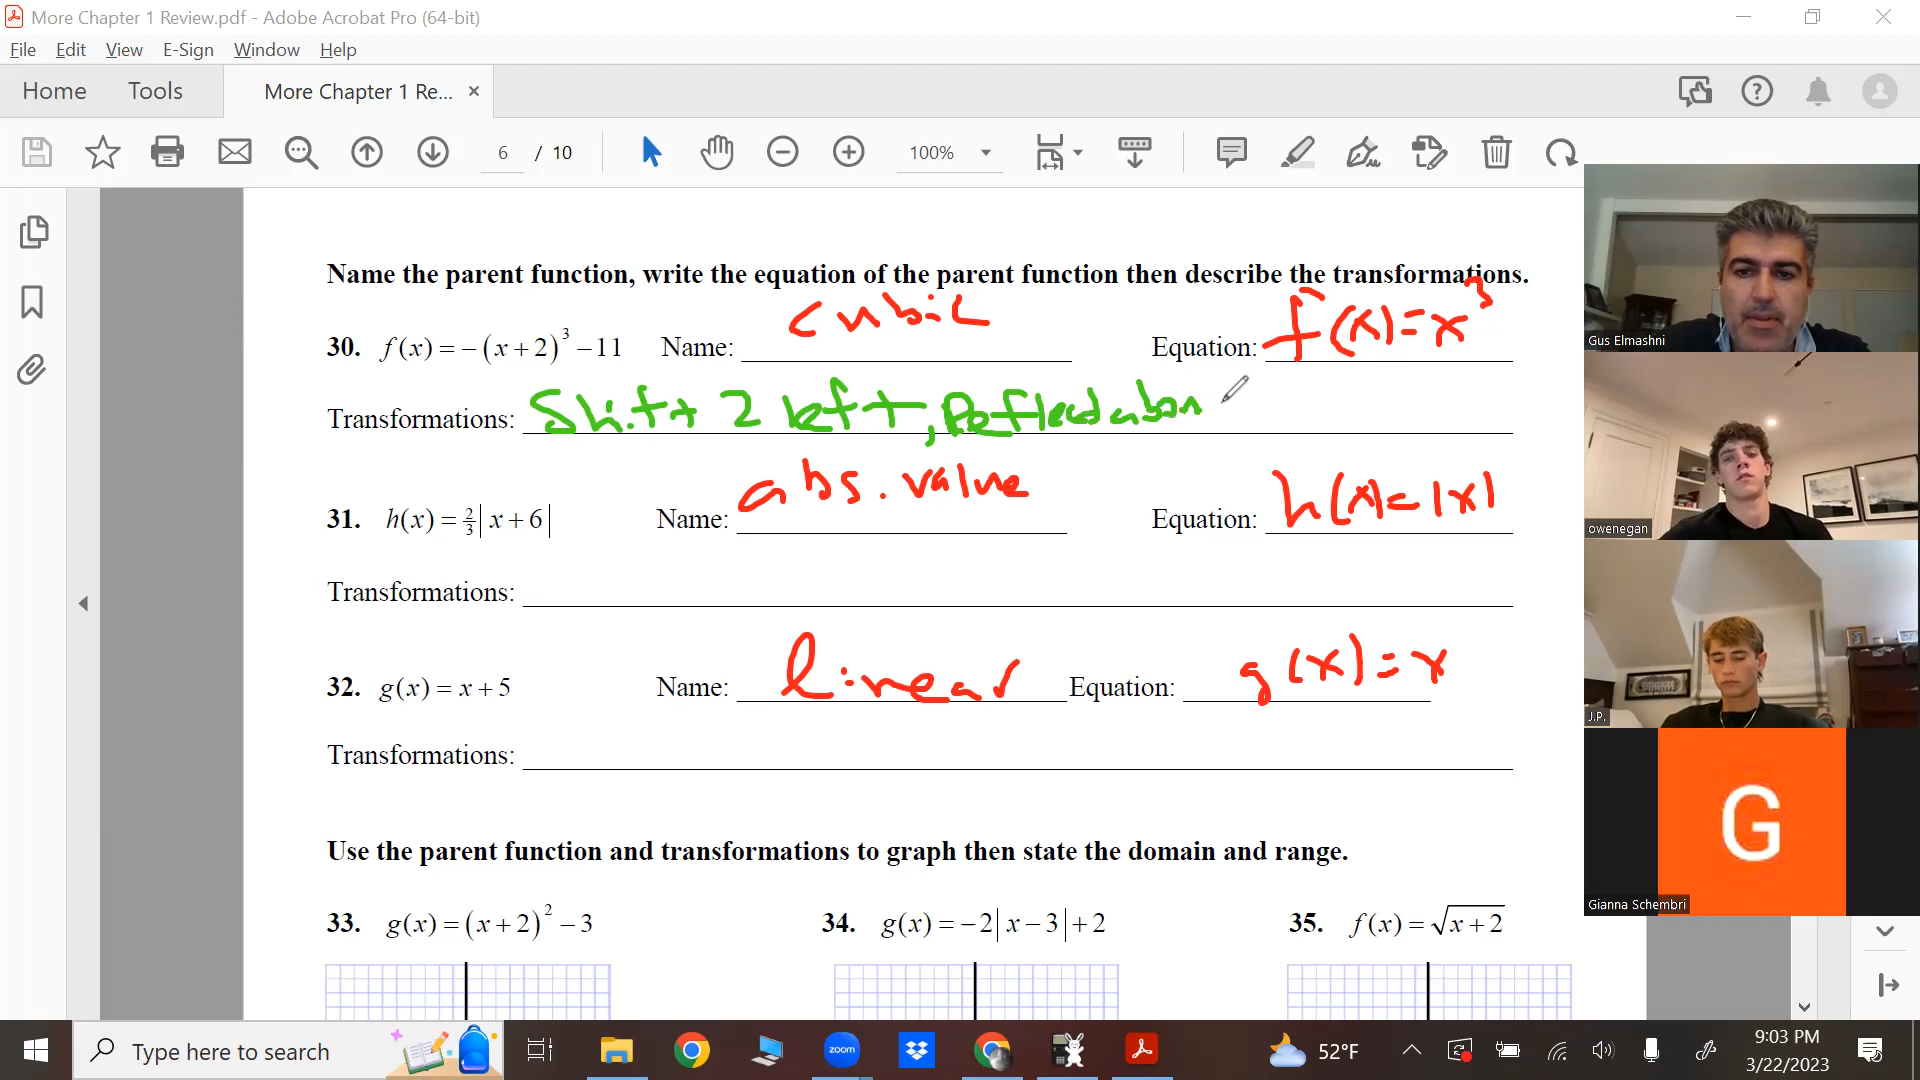 More Chapter 1 Review.pdf - Adobe Acrobat Pro (64-bit)
File Edit View E-Sign Window Help
Home Tools More Chapter 1 Re... ×
6 / 10 100%
Name the parent function, write the equation of the parent function then describe the transformations.
30. f(x) = −(x+2)³ −11 Name: cubic Equation: f(x)=x³
Transformations: Shift 2 left, Reflect abou
31. h(x) = 2/3|x+6| Name: abs. value Equation: h(x)=|x|
Transformations:
32. g(x) = x+5 Name: linear Equation: g(x)=x
Transformations:
Use the parent function and transformations to graph then state the domain and range.
33. g(x) = (x+2)² −3 34. g(x) = −2|x−3|+2 35. f(x) = √(x+2)
Gus Elmashni
owenegan
J.P.
G
Gianna Schembri
Type here to search
zoom
52°F
9:03 PM
3/22/2023